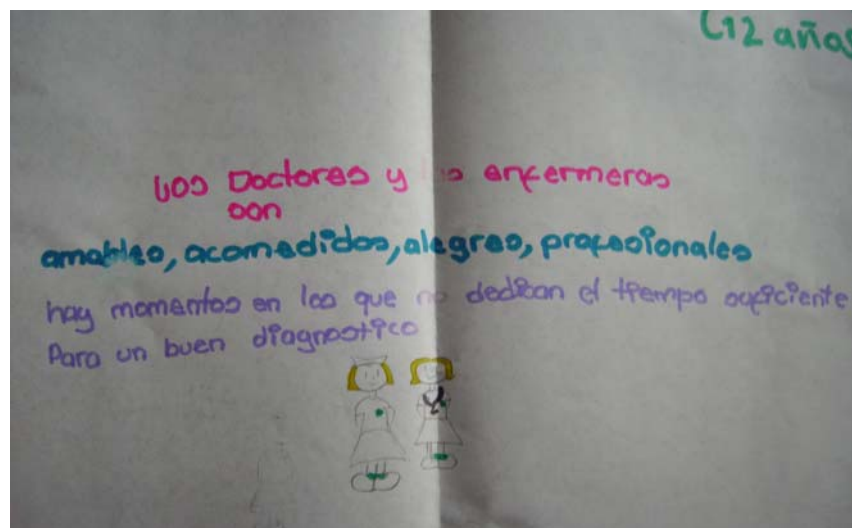 (12 años
Los Doctores y las enfermeras
son
amables, acomedidos, alegres, profesionales
hay momentos en los que no dedican el tiempo suficiente
Para un buen diagnostico